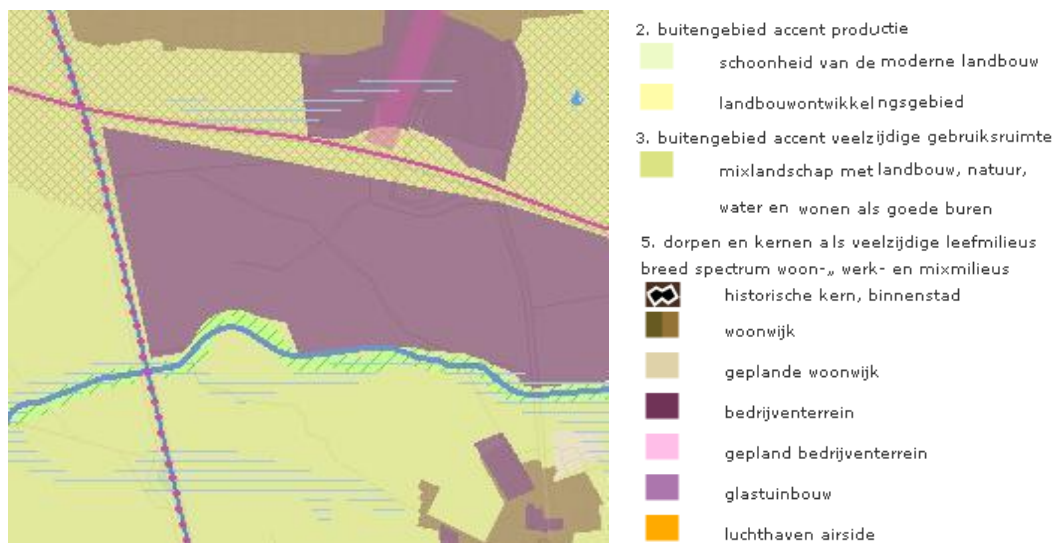 2. buitengebied accent productie
schoonheid van de moderne landbouw
landbouwontwikkelingsgebied
3. buitengebied accent veelzijdige gebruiksruimte
mixlandschap met landbouw, natuur,
water en wonen als goede buren
5. dorpen en kernen als veelzijdige leefmilieus
breed spectrum woon-„ werk- en mixmilieus
historische kern, binnenstad
woonwijk
geplande woonwijk
bedrijventerrein
gepland bedrijventerrein
glastuinbouw
luchthaven airside